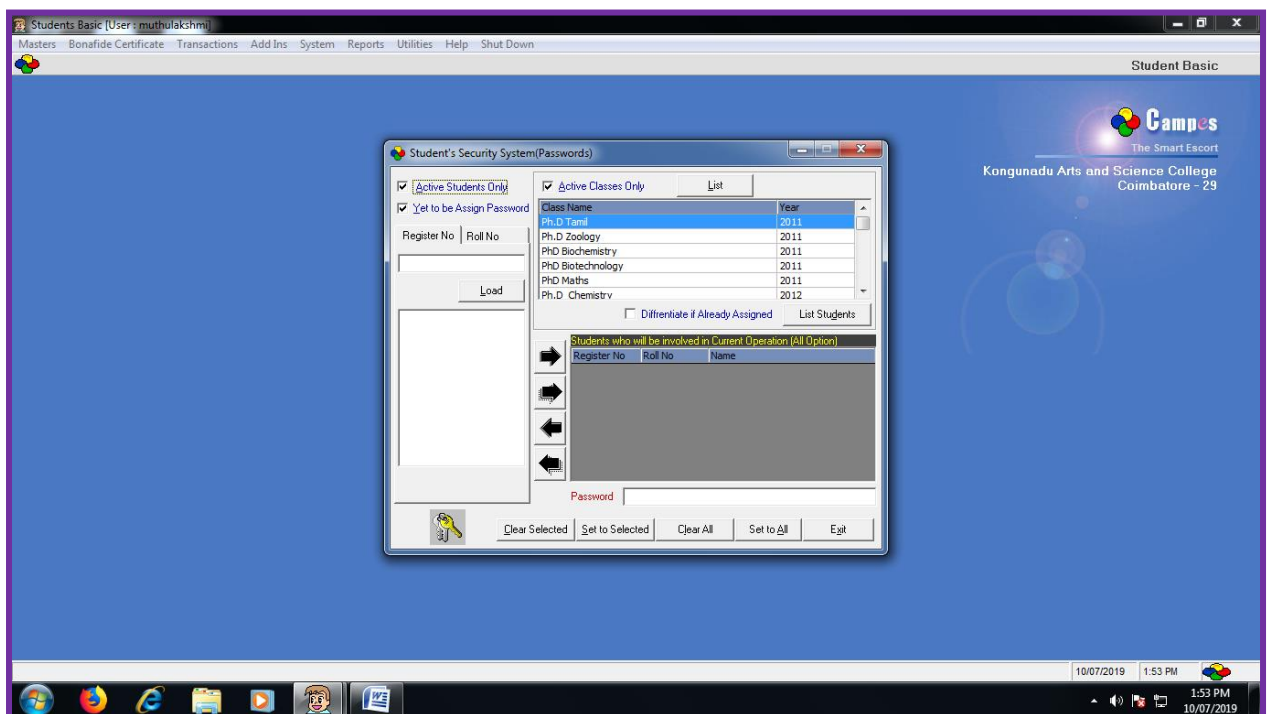 Students Basic [User : muthulakshmi]
Masters Bonafide Certificate Transactions Add Ins System Reports Utilities Help Shut Down
Student Basic
Campes
The Smart Escort
Kongunadu Arts and Science College
Coimbatore - 29
Student's Security System(Passwords)
Active Students Only
Yet to be Assign Password
Register No Roll No
Load
Active Classes Only List
Class Name Year
Ph.D Tamil 2011
Ph.D Zoology 2011
PhD Biochemistry 2011
PhD Biotechnology 2011
PhD Maths 2011
Ph.D Chemistry 2012
Diffrentiate if Already Assigned List Students
Students who will be involved in Current Operation (All Option)
Register No Roll No Name
Password
Clear Selected Set to Selected Clear All Set to All Exit
10/07/2019 1:53 PM
1:53 PM
10/07/2019